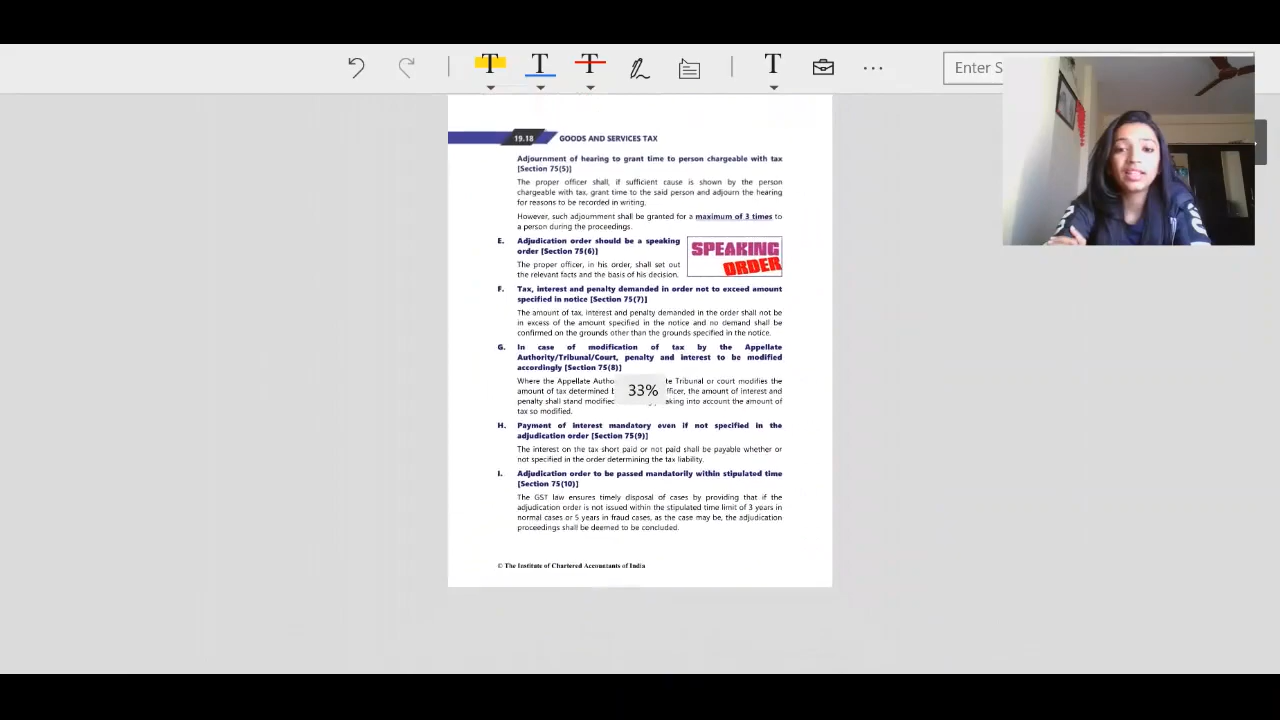 T T T T
Enter S
19.18 GOODS AND SERVICES TAX
Adjournment of hearing to grant time to person chargeable with tax
[Section 75(5)]
The proper officer shall, if sufficient cause is shown by the person
chargeable with tax, grant time to the said person and adjourn the hearing
for reasons to be recorded in writing.
However, such adjournment shall be granted for a maximum of 3 times to
a person during the proceedings.
E. Adjudication order should be a speaking
order [Section 75(6)]
SPEAKING
ORDER
The proper officer, in his order, shall set out
the relevant facts and the basis of his decision.
F. Tax, interest and penalty demanded in order not to exceed amount
specified in notice [Section 75(7)]
The amount of tax, interest and penalty demanded in the order shall not be
in excess of the amount specified in the notice and no demand shall be
confirmed on the grounds other than the grounds specified in the notice.
G. In case of modification of tax by the Appellate
Authority/Tribunal/Court, penalty and interest to be modified
accordingly [Section 75(8)]
Where the Appellate Tribunal or court modifies the
amount of tax determined the amount of interest and
33%
penalty shall stand modified taking into account the amount of
tax so modified.
H. Payment of interest mandatory even if not specified in the
adjudication order [Section 75(9)]
The interest on the tax short paid or not paid shall be payable whether or
not specified in the order determining the tax liability.
I. Adjudication order to be passed mandatorily within stipulated time
[Section 75(10)]
The GST law ensures timely disposal of cases by providing that if the
adjudication order is not issued within the stipulated time limit of 3 years in
normal cases or 5 years in fraud cases, as the case may be, the adjudication
proceedings shall be deemed to be concluded.
© The Institute of Chartered Accountants of India